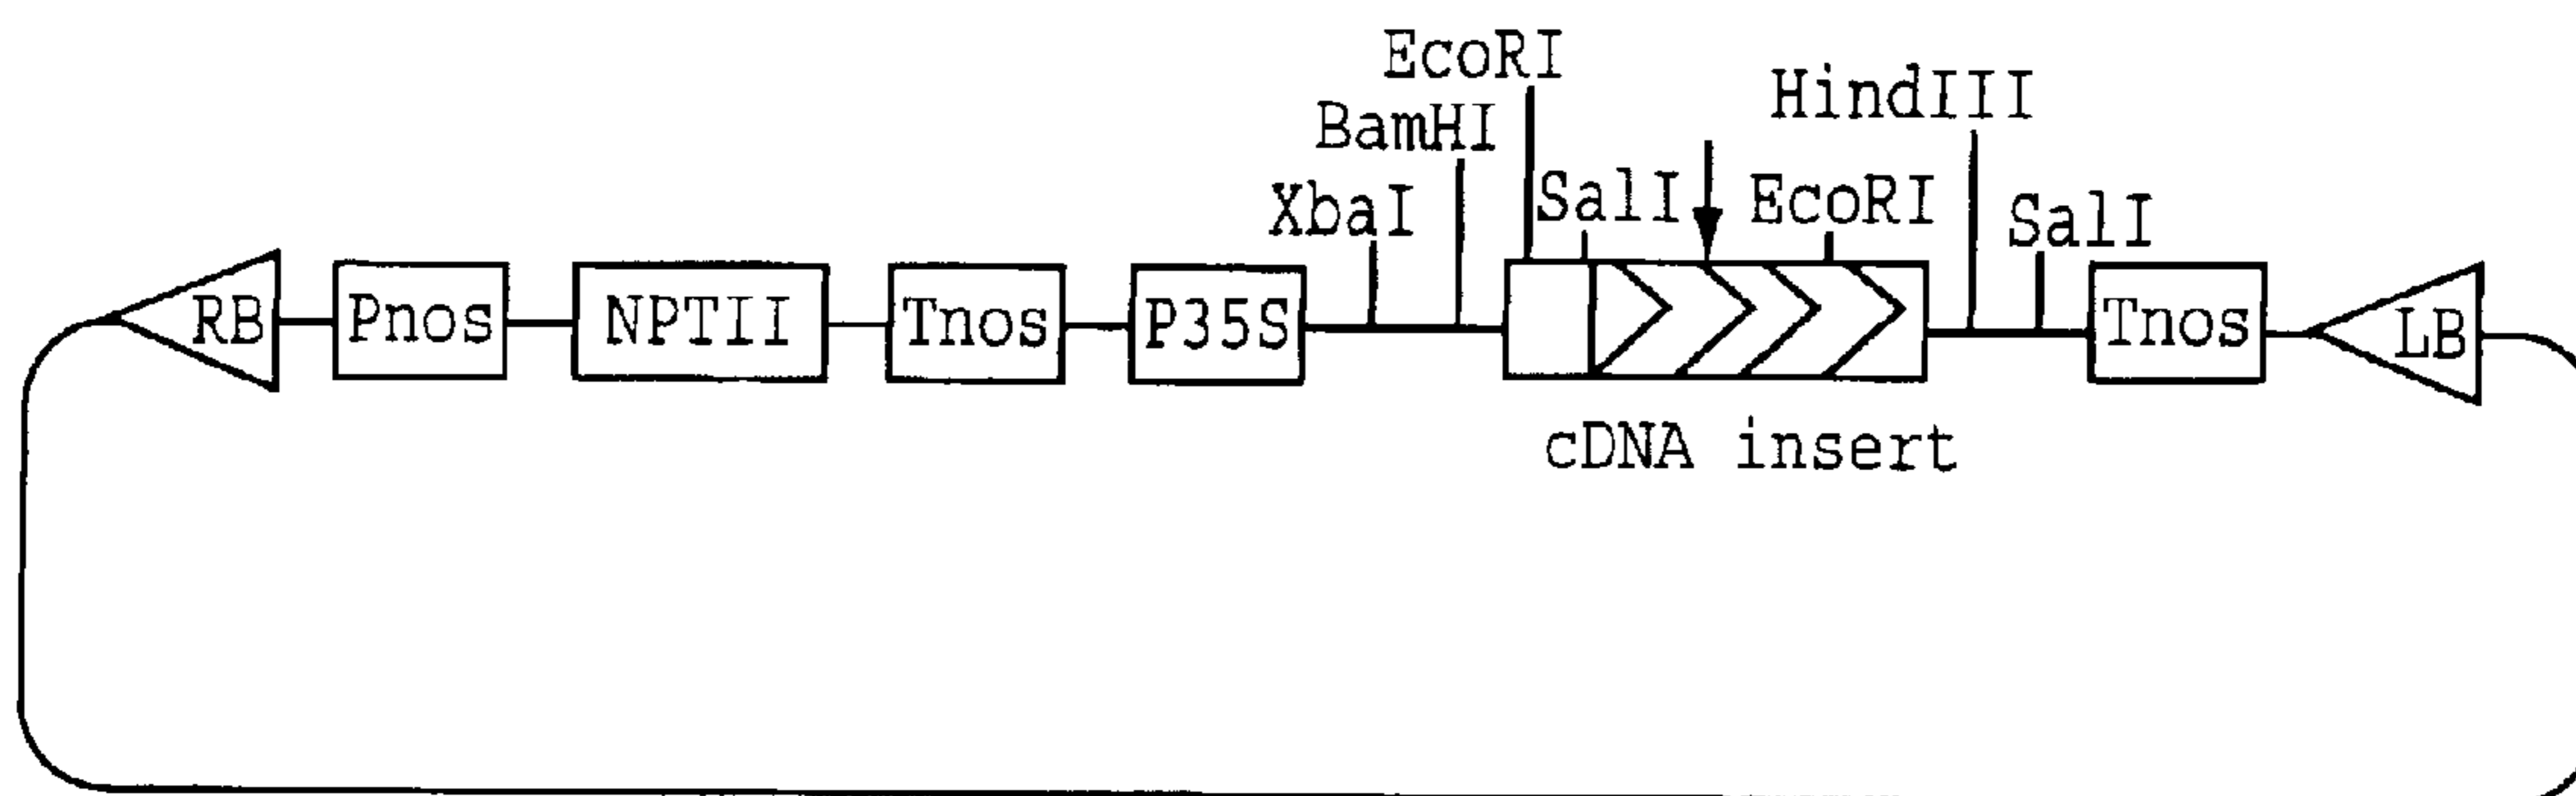 EcoRI
HindIII
BamHI
SalI
EcoRI
XbaI
SalI
RB
Pnos
NPTII
Tnos
P35S
Tnos
LB
cDNA insert